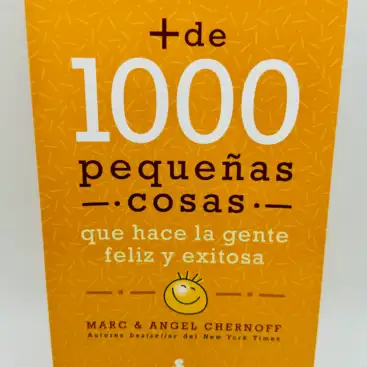 +de
1000
pequeñas
cosas
que hace la gente
feliz y exitosa
MARC & ANGEL CHERNOFF
Autores bestseller del New York Times